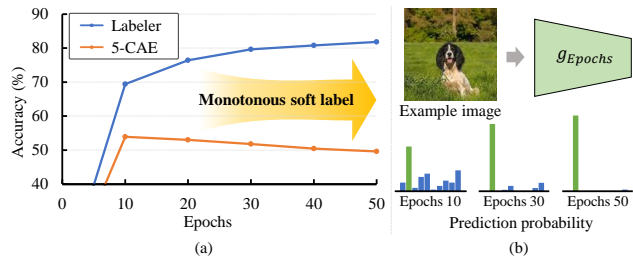 (a)
90
80
70
60
50
40
0
10
20
30
40
50
Accuracy (%)
Epochs
Labeler
5-CAE
Monotonous soft label
(b)
Example image
g_Epochs
Epochs 10
Epochs 30
Epochs 50
Prediction probability
(a)
(b)